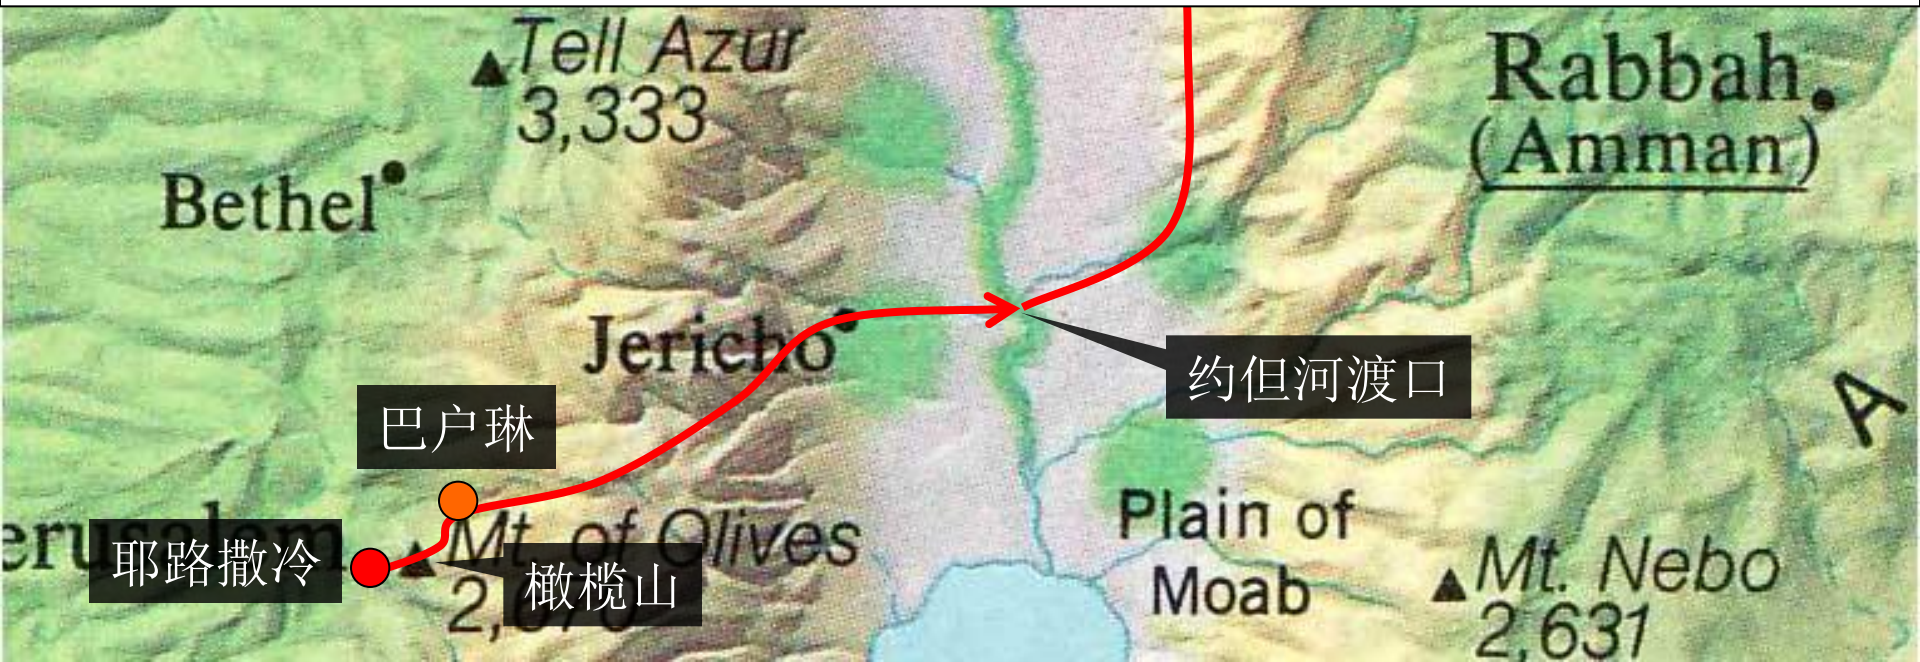 Tell Azur
3,333
Rabbah
(Amman)
Bethel
Jericho
约但河渡口
A
巴户琳
erusalem
耶路撒冷
Mt. of Olives
橄榄山
Plain of
Moab
Mt. Nebo
2,631